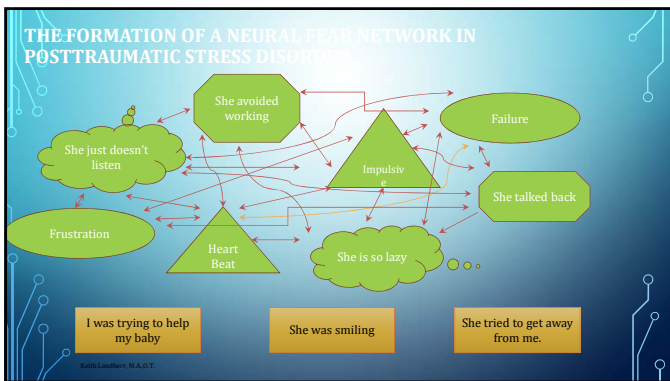 THE FORMATION OF A NEURAL FEAR NETWORK IN
POSTTRAUMATIC STRESS DISORDER
She avoided
working
Failure
She just doesn't
listen
Impulsiv
e
She talked back
Frustration
Heart
Beat
She is so lazy
I was trying to help
my baby
She was smiling
She tried to get away
from me.
Keith Landherr, M.A,O.T.